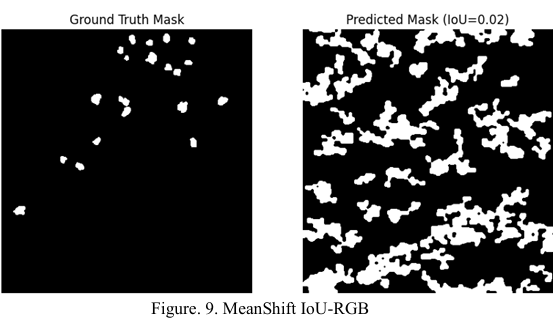 Ground Truth Mask
Predicted Mask (IoU=0.02)
Figure. 9. MeanShift IoU-RGB